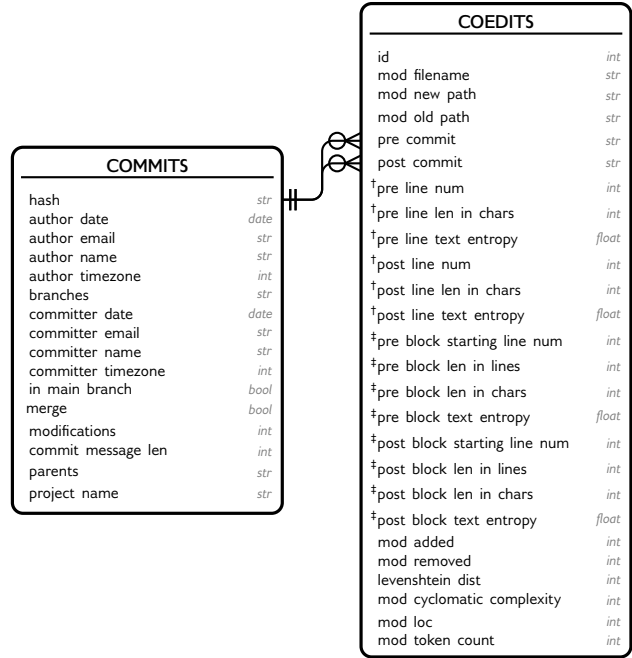 COMMITS
hash str
author date date
author email str
author name str
author timezone int
branches str
committer date date
committer email str
committer name str
committer timezone int
in main branch bool
merge bool
modifications int
commit message len int
parents str
project name str
COEDITS
id int
mod filename str
mod new path str
mod old path str
pre commit str
post commit str
†pre line num int
†pre line len in chars int
†pre line text entropy float
†post line num int
†post line len in chars int
†post line text entropy float
‡pre block starting line num int
‡pre block len in lines int
‡pre block len in chars int
‡pre block text entropy float
‡post block starting line num int
‡post block len in lines int
‡post block len in chars int
‡post block text entropy float
mod added int
mod removed int
levenshtein dist int
mod cyclomatic complexity int
mod loc int
mod token count int